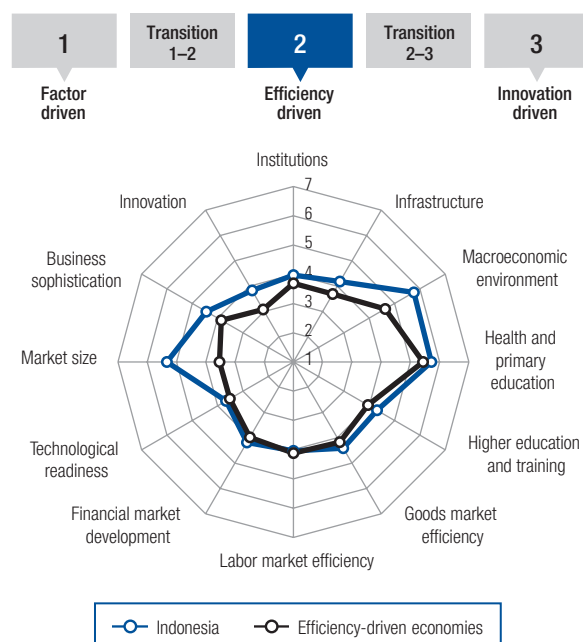 1
Transition
1–2
2
Transition
2–3
3
Factor
driven
Efficiency
driven
Innovation
driven
Institutions
7
6
5
4
3
2
1
Infrastructure
Macroeconomic
environment
Health and
primary
education
Higher education
and training
Goods market
efficiency
Labor market efficiency
Financial market
development
Technological
readiness
Market size
Business
sophistication
Innovation
Indonesia
Efficiency-driven economies